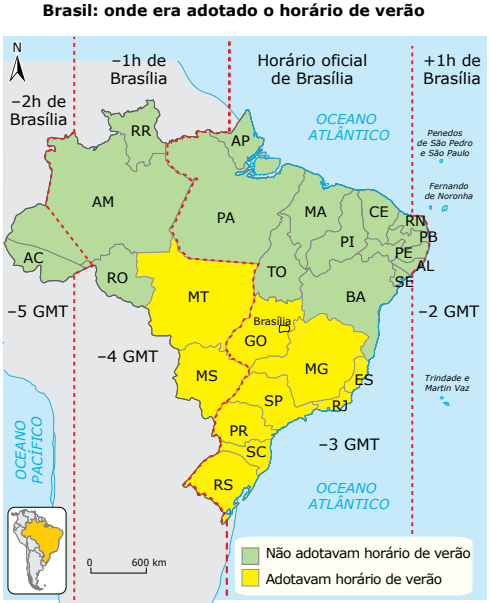 Brasil: onde era adotado o horário de verão
N
–2h de
Brasília
–1h de
Brasília
Horário oficial
de Brasília
+1h de
Brasília
OCEANO
ATLÂNTICO
Penedos
de São Pedro
e São Paulo
Fernando
de Noronha
RR
AP
AM
PA
MA
CE
RN
PB
PI
PE
AL
SE
AC
RO
TO
BA
MT
Brasília
GO
–5 GMT
–2 GMT
–4 GMT
MS
MG
ES
SP
RJ
Trindade e
Martin Vaz
PR
SC
RS
–3 GMT
OCEANO
PACÍFICO
OCEANO
ATLÂNTICO
0
600 km
Não adotavam horário de verão
Adotavam horário de verão